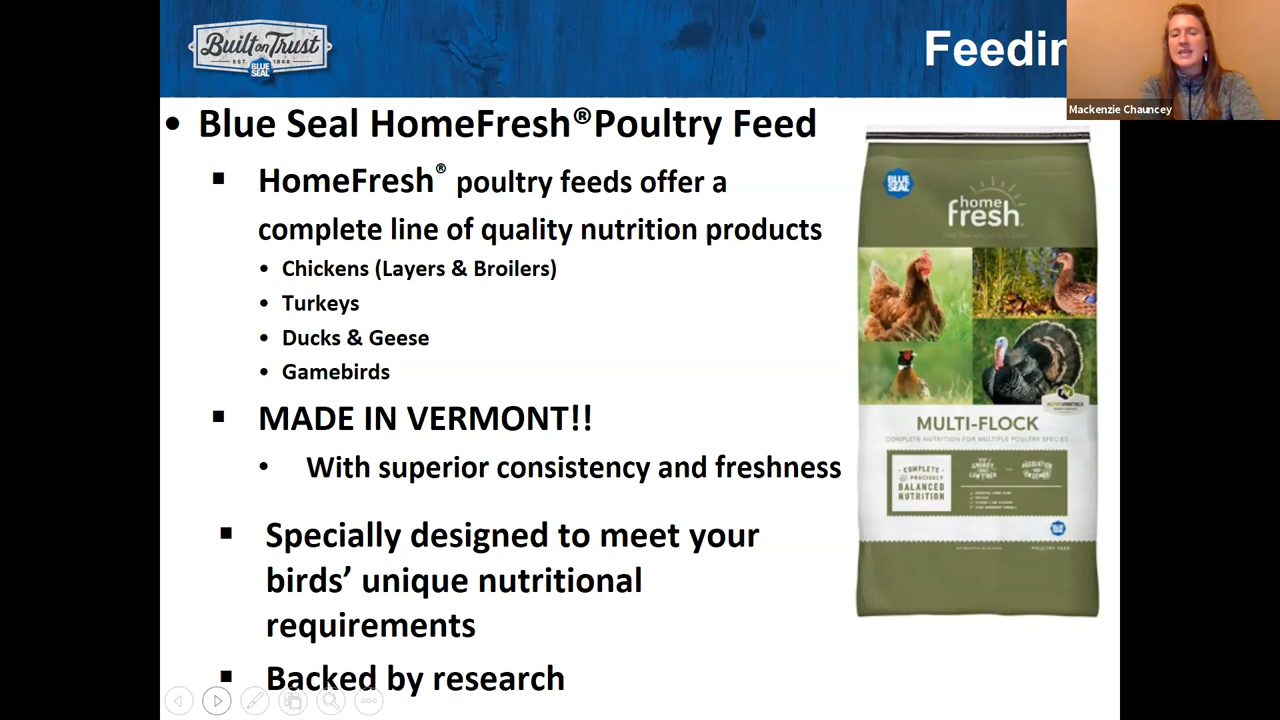 Built on Trust
EST. 1868
BLUE SEAL
Feedin
Mackenzie Chauncey
• Blue Seal HomeFresh®Poultry Feed
▪ HomeFresh® poultry feeds offer a
complete line of quality nutrition products
• Chickens (Layers & Broilers)
• Turkeys
• Ducks & Geese
• Gamebirds
▪ MADE IN VERMONT!!
• With superior consistency and freshness
▪ Specially designed to meet your
birds’ unique nutritional
requirements
▪ Backed by research
BLUE SEAL
home
fresh
MULTI-FLOCK
COMPLETE NUTRITION FOR MULTIPLE POULTRY SPECIES
COMPLETE
PRECISELY
BALANCED
NUTRITION
POULTRY FEED